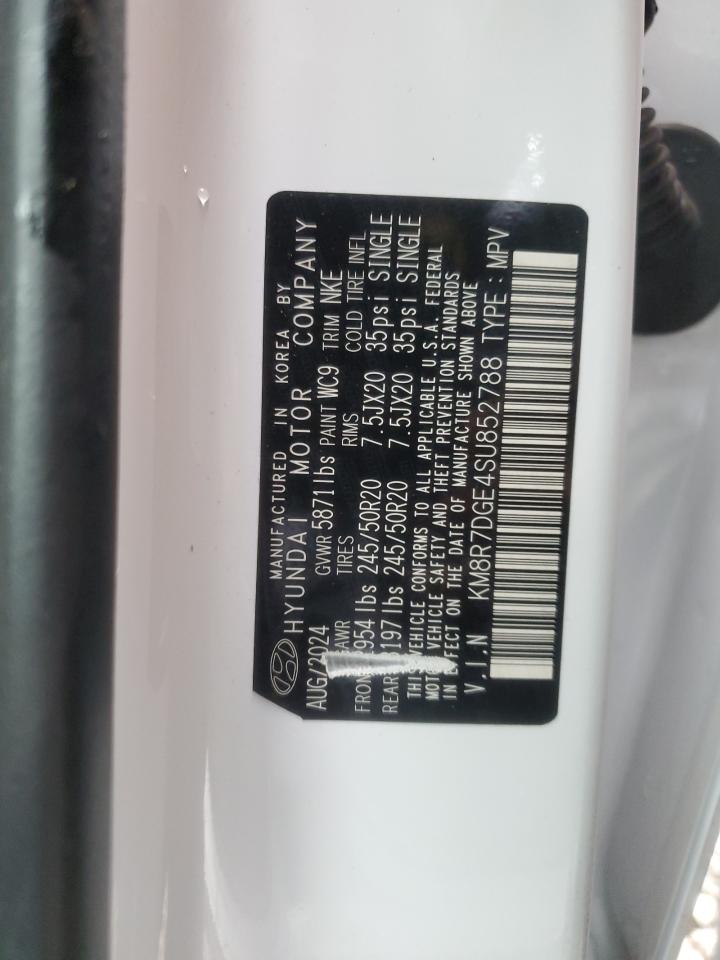 MANUFACTURED IN KOREA BY
HYUNDAI MOTOR COMPANY
AUG/2024 GVWR 5871lbs PAINT WC9 TRIM NKE
GAWR TIRES RIMS COLD TIRE INFL
FRONT 2954 lbs 245/50R20 7.5JX20 35psi SINGLE
REAR 3197 lbs 245/50R20 7.5JX20 35psi SINGLE
THIS VEHICLE CONFORMS TO ALL APPLICABLE U.S.A. FEDERAL
MOTOR VEHICLE SAFETY AND THEFT PREVENTION STANDARDS
IN EFFECT ON THE DATE OF MANUFACTURE SHOWN ABOVE
V.I.N KM8R7DGE4SU852788 TYPE : MPV